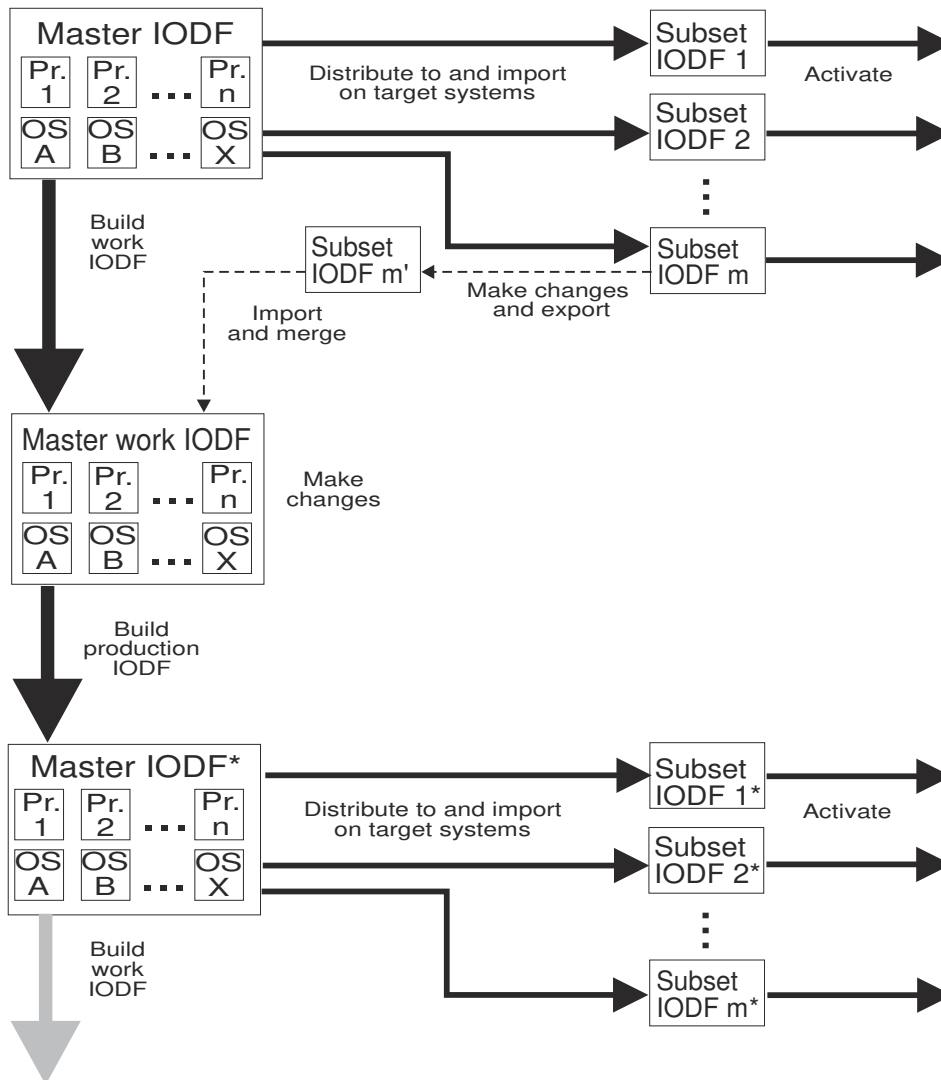 Master IODF
Pr. Pr. Pr.
1 2 ... n
OS OS OS
A B ... X
Distribute to and import
on target systems
Subset
IODF 1
Activate
Subset
IODF 2
Subset
IODF m
Build
work
IODF
Subset
IODF m'
Make changes
and export
Import
and merge
Master work IODF
Pr. Pr. Pr.
1 2 ... n
OS OS OS
A B ... X
Make
changes
Build
production
IODF
Master IODF*
Pr. Pr. Pr.
1 2 ... n
OS OS OS
A B ... X
Distribute to and import
on target systems
Subset
IODF 1*
Activate
Subset
IODF 2*
Subset
IODF m*
Build
work
IODF